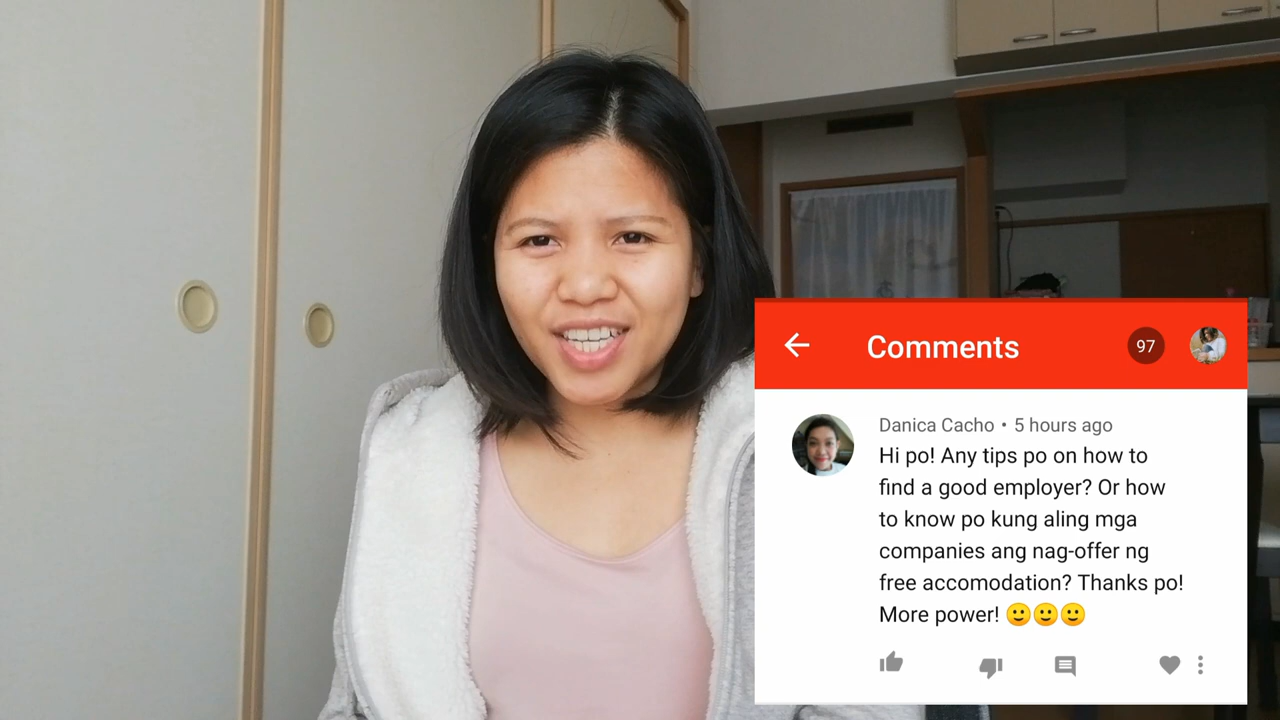 Comments
97
Danica Cacho • 5 hours ago
Hi po! Any tips po on how to
find a good employer? Or how
to know po kung aling mga
companies ang nag-offer ng
free accomodation? Thanks po!
More power! 🙂🙂🙂